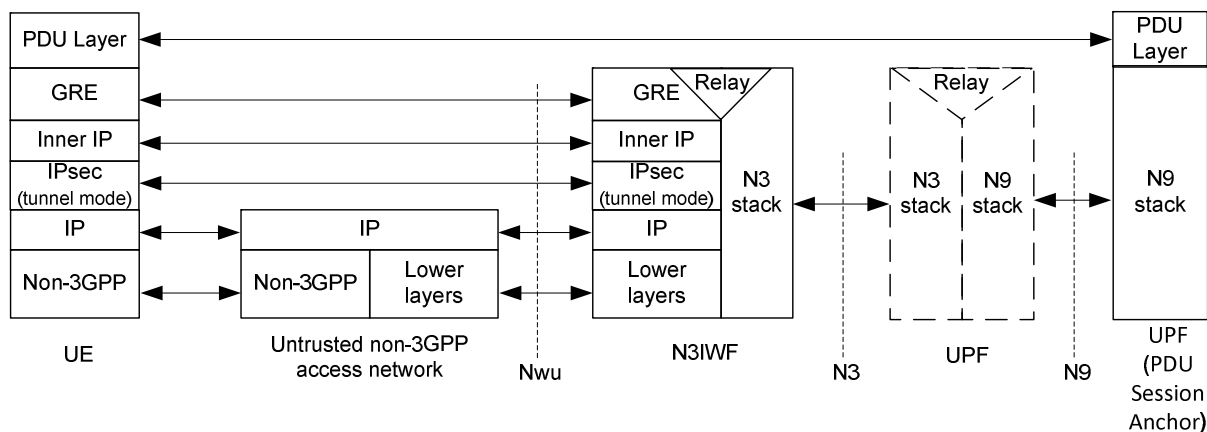 PDU Layer
PDU
Layer
GRE
GRE
Relay
Relay
Inner IP
Inner IP
IPsec
(tunnel mode)
IPsec
(tunnel mode)
N3
stack
N3
stack
N9
stack
N9
stack
IP
IP
IP
Non-3GPP
Non-3GPP
Lower
layers
Lower
layers
UE
Untrusted non-3GPP
access network
Nwu
N3IWF
N3
UPF
N9
UPF
(PDU
Session
Anchor)